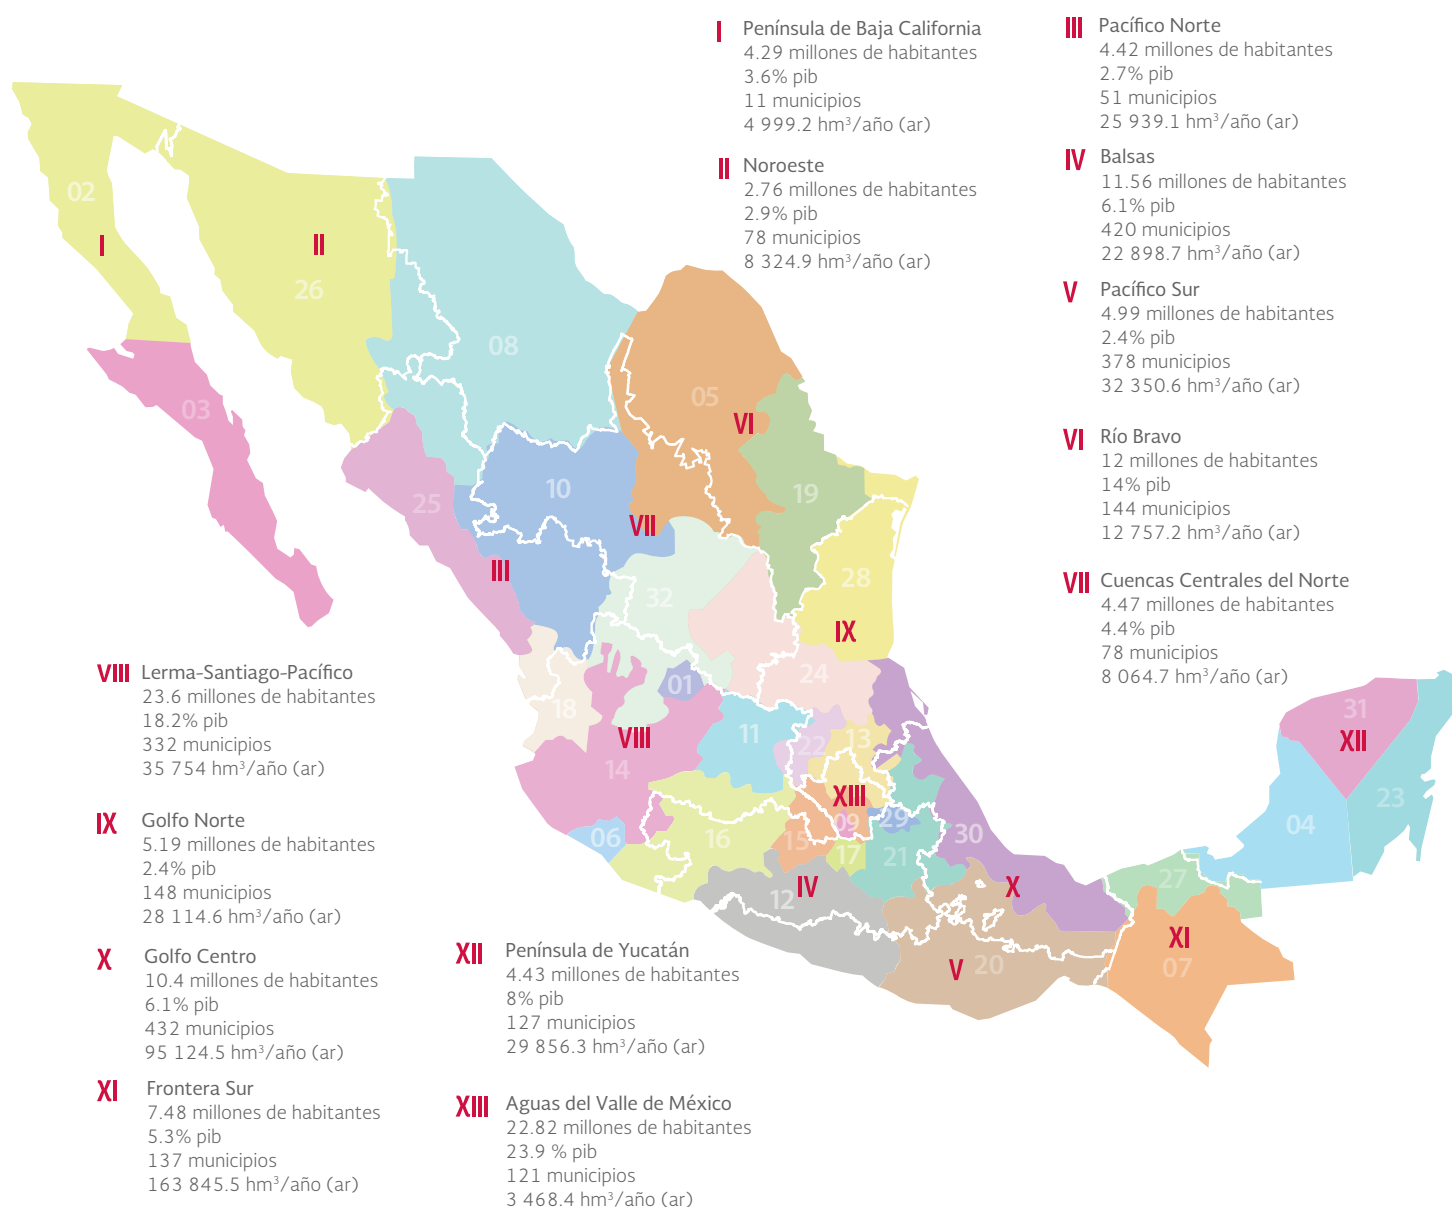 I Península de Baja California
4.29 millones de habitantes
3.6% pib
11 municipios
4 999.2 hm³/año (ar)
II Noroeste
2.76 millones de habitantes
2.9% pib
78 municipios
8 324.9 hm³/año (ar)
III Pacífico Norte
4.42 millones de habitantes
2.7% pib
51 municipios
25 939.1 hm³/año (ar)
IV Balsas
11.56 millones de habitantes
6.1% pib
420 municipios
22 898.7 hm³/año (ar)
V Pacífico Sur
4.99 millones de habitantes
2.4% pib
378 municipios
32 350.6 hm³/año (ar)
VI Río Bravo
12 millones de habitantes
14% pib
144 municipios
12 757.2 hm³/año (ar)
VII Cuencas Centrales del Norte
4.47 millones de habitantes
4.4% pib
78 municipios
8 064.7 hm³/año (ar)
VIII Lerma-Santiago-Pacífico
23.6 millones de habitantes
18.2% pib
332 municipios
35 754 hm³/año (ar)
IX Golfo Norte
5.19 millones de habitantes
2.4% pib
148 municipios
28 114.6 hm³/año (ar)
X Golfo Centro
10.4 millones de habitantes
6.1% pib
432 municipios
95 124.5 hm³/año (ar)
XI Frontera Sur
7.48 millones de habitantes
5.3% pib
137 municipios
163 845.5 hm³/año (ar)
XII Península de Yucatán
4.43 millones de habitantes
8% pib
127 municipios
29 856.3 hm³/año (ar)
XIII Aguas del Valle de México
22.82 millones de habitantes
23.9 % pib
121 municipios
3 468.4 hm³/año (ar)
02
I
II
26
08
03
05
VI
25
10
19
VII
III
28
32
IX
24
01
18
VIII
11
22
13
14
XIII
06
16
15
09
29
17
21
30
12
IV
X
V
20
31
XII
23
04
27
XI
07